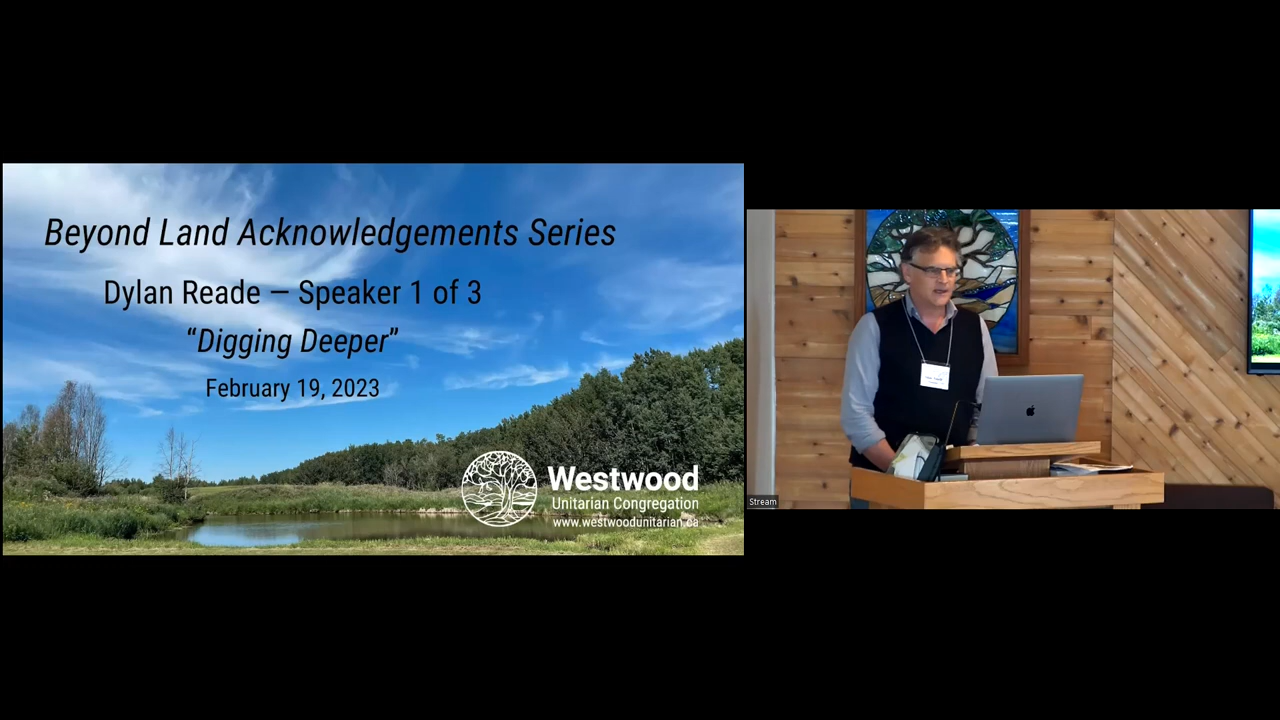 Beyond Land Acknowledgements Series
Dylan Reade — Speaker 1 of 3
“Digging Deeper”
February 19, 2023
Westwood
Unitarian Congregation
www.westwoodunitarian.ca
Stream